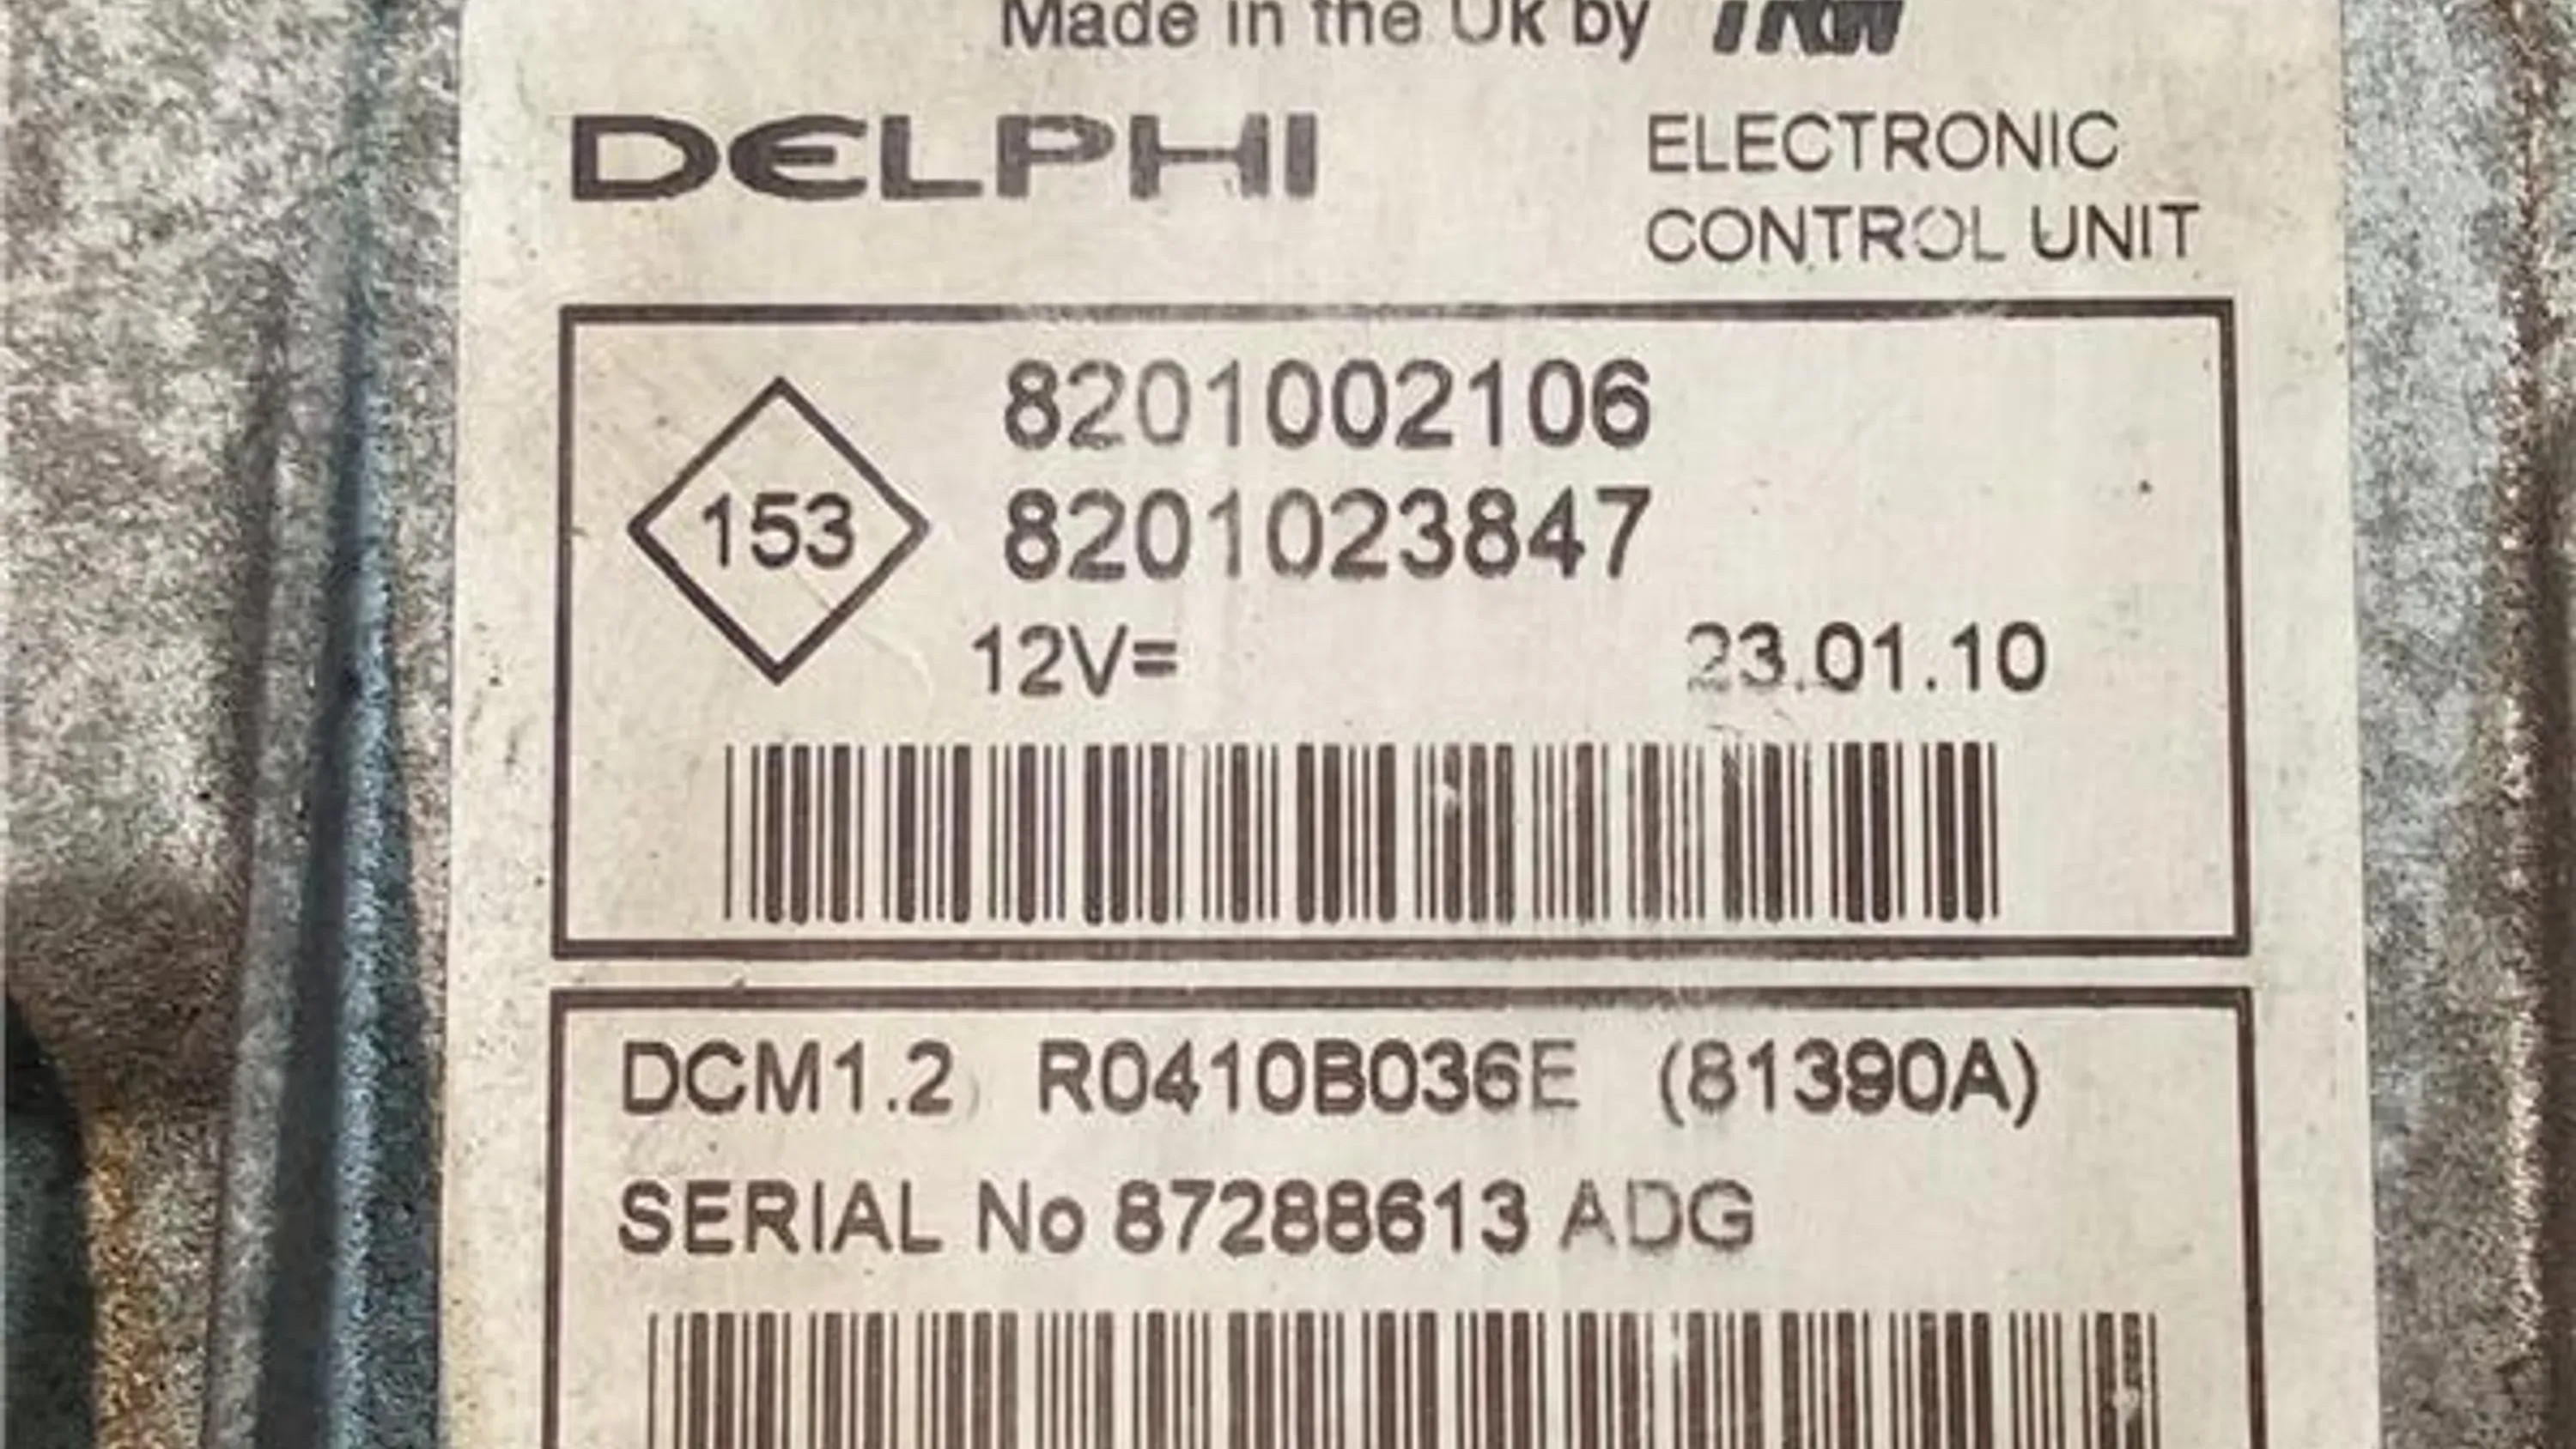 Made in the Uk by TRW
DELPHI
ELECTRONIC
CONTROL UNIT
8201002106
153
8201023847
12V=
23.01.10
DCM1.2 R0410B036E (81390A)
SERIAL No 87288613 ADG